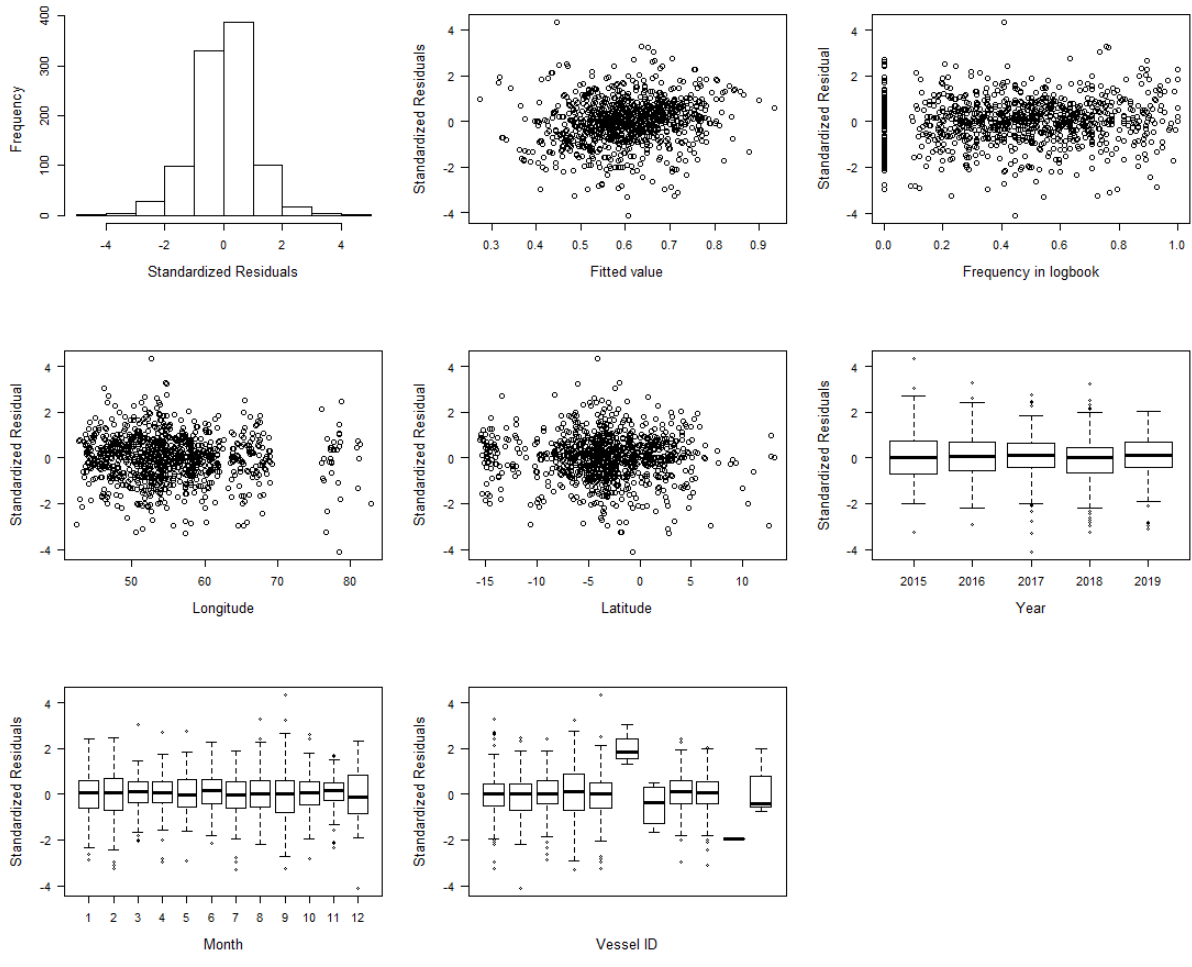 Frequency
400
300
200
100
0
-4 -2 0 2 4
Standardized Residuals
Standardized Residuals
4
2
0
-2
-4
0.3 0.4 0.5 0.6 0.7 0.8 0.9
Fitted value
Standardized Residual
4
2
0
-2
-4
0.0 0.2 0.4 0.6 0.8 1.0
Frequency in logbook
Standardized Residual
4
2
0
-2
-4
50 60 70 80
Longitude
Standardized Residual
4
2
0
-2
-4
-15 -10 -5 0 5 10
Latitude
Standardized Residuals
4
2
0
-2
-4
2015 2016 2017 2018 2019
Year
Standardized Residuals
4
2
0
-2
-4
1 2 3 4 5 6 7 8 9 10 11 12
Month
Standardized Residuals
4
2
0
-2
-4
Vessel ID